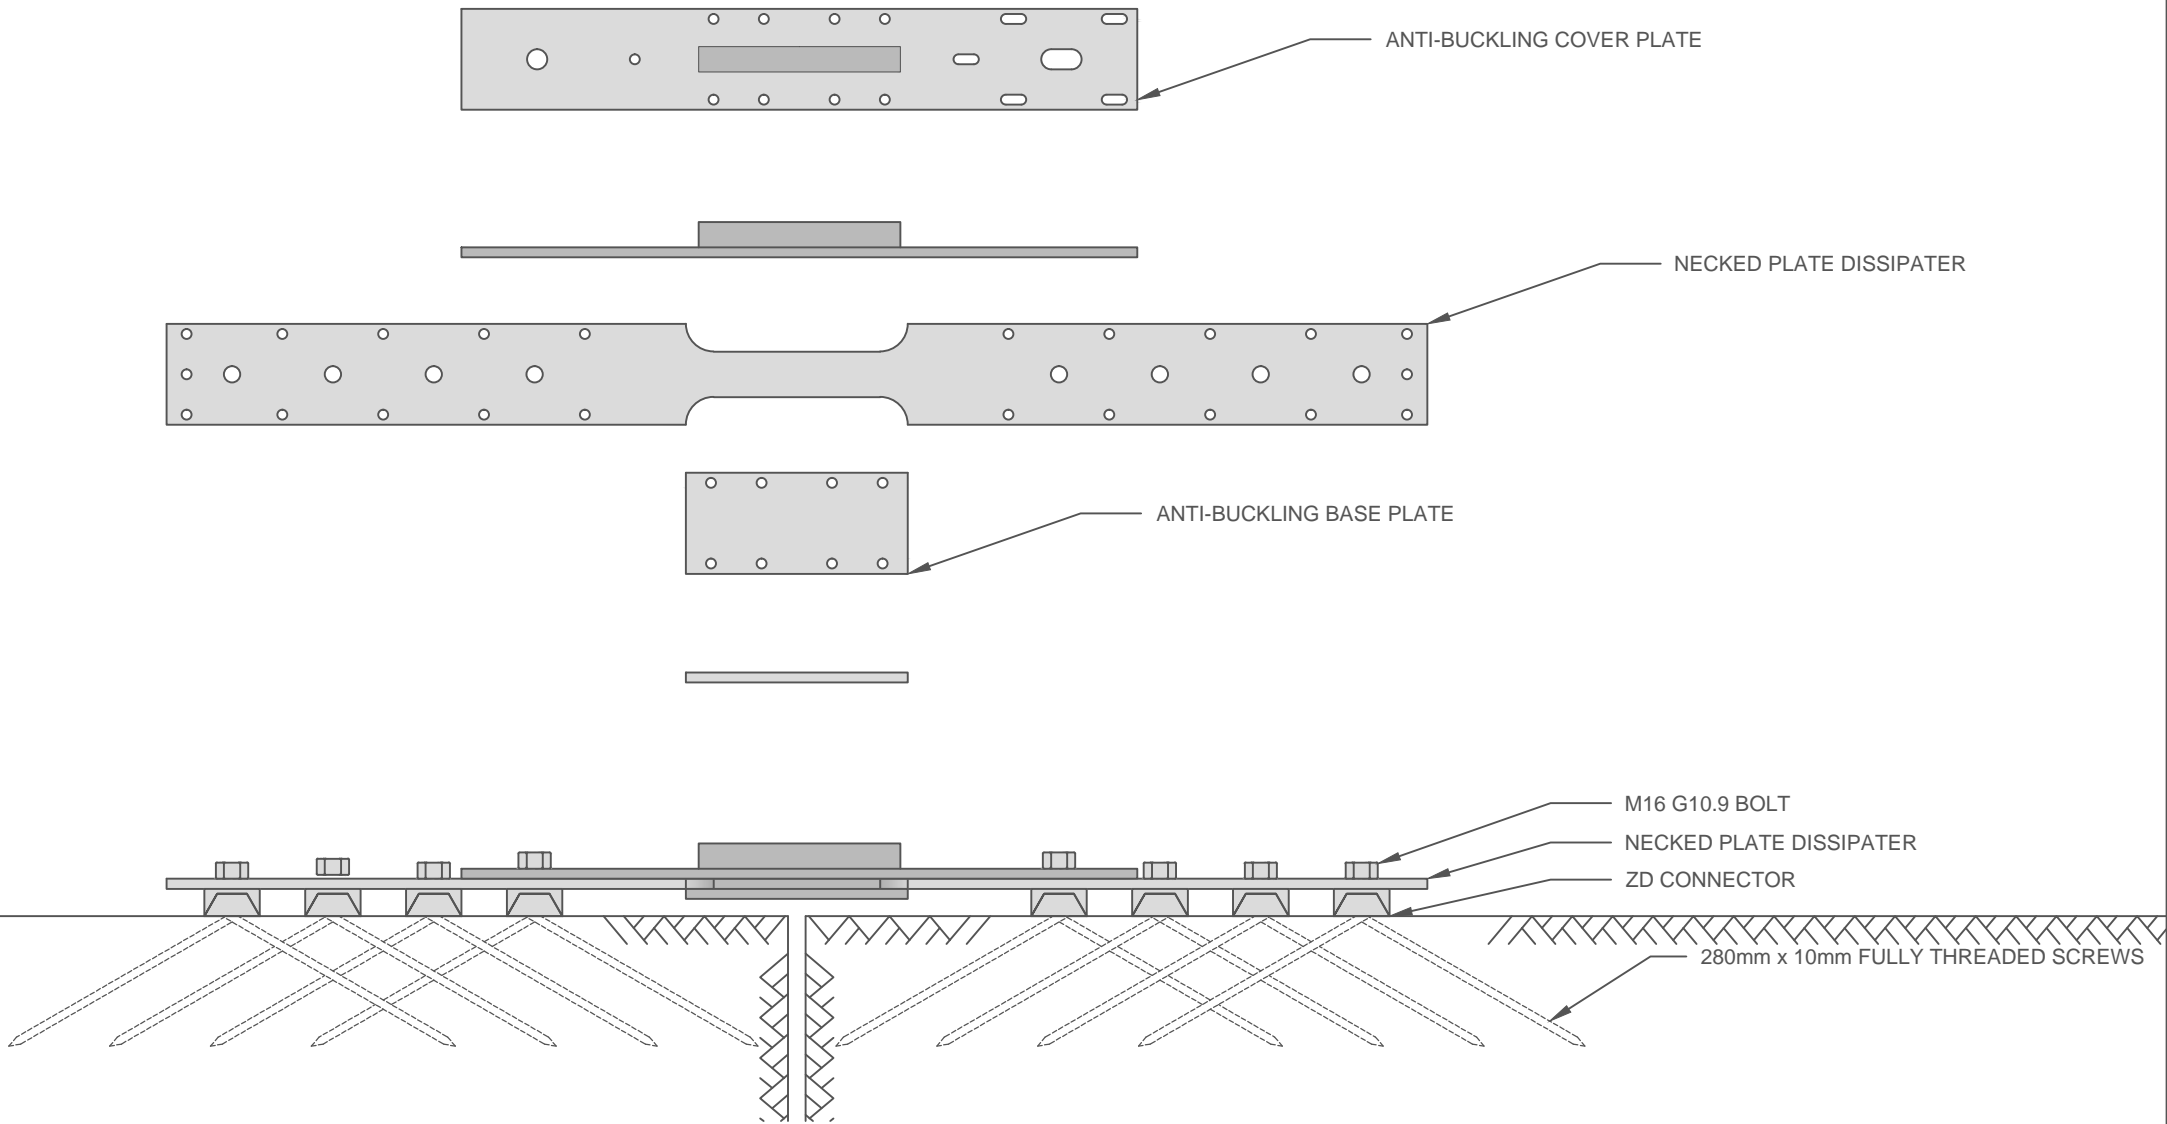 ANTI-BUCKLING COVER PLATE
NECKED PLATE DISSIPATER
ANTI-BUCKLING BASE PLATE
M16 G10.9 BOLT
NECKED PLATE DISSIPATER
ZD CONNECTOR
280mm x 10mm FULLY THREADED SCREWS